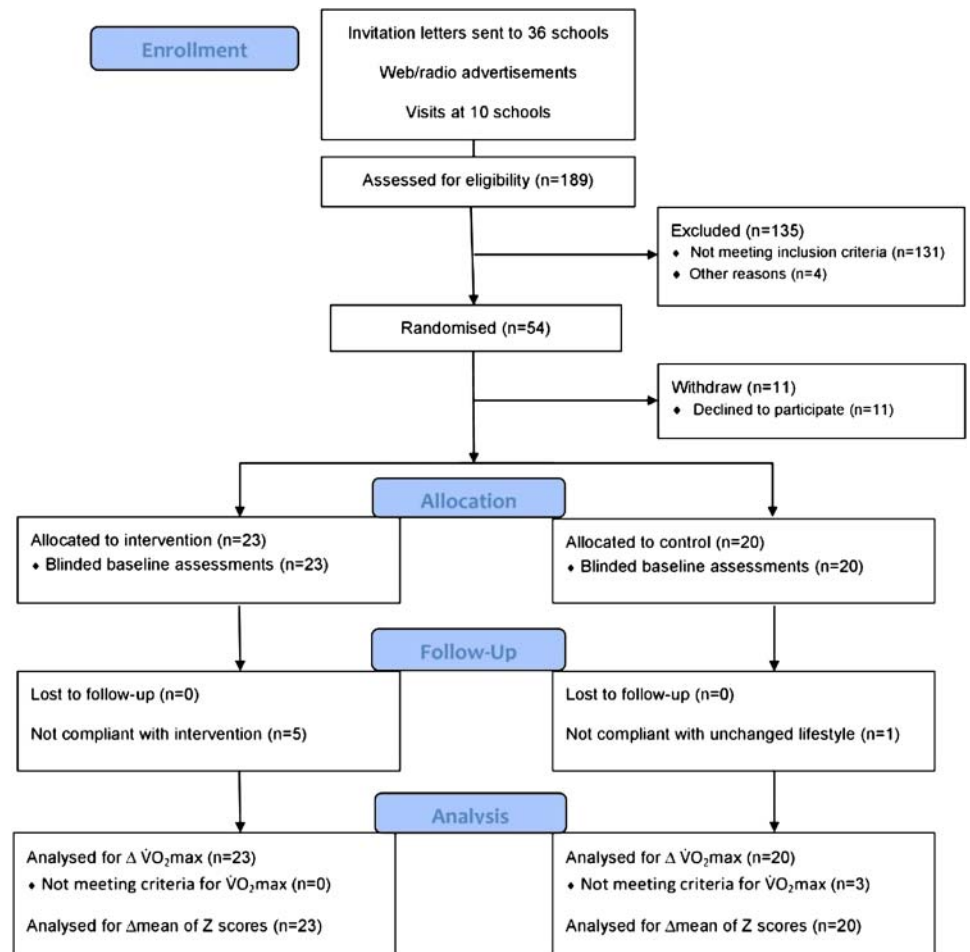 Enrollment
Invitation letters sent to 36 schools
Web/radio advertisements
Visits at 10 schools
Assessed for eligibility (n=189)
Excluded (n=135)
♦ Not meeting inclusion criteria (n=131)
♦ Other reasons (n=4)
Randomised (n=54)
Withdraw (n=11)
♦ Declined to participate (n=11)
Allocation
Allocated to intervention (n=23)
♦ Blinded baseline assessments (n=23)
Allocated to control (n=20)
♦ Blinded baseline assessments (n=20)
Follow-Up
Lost to follow-up (n=0)
Not compliant with intervention (n=5)
Lost to follow-up (n=0)
Not compliant with unchanged lifestyle (n=1)
Analysis
Analysed for Δ V̇O₂max (n=23)
♦ Not meeting criteria for V̇O₂max (n=0)
Analysed for Δmean of Z scores (n=23)
Analysed for Δ V̇O₂max (n=20)
♦ Not meeting criteria for V̇O₂max (n=3)
Analysed for Δmean of Z scores (n=20)